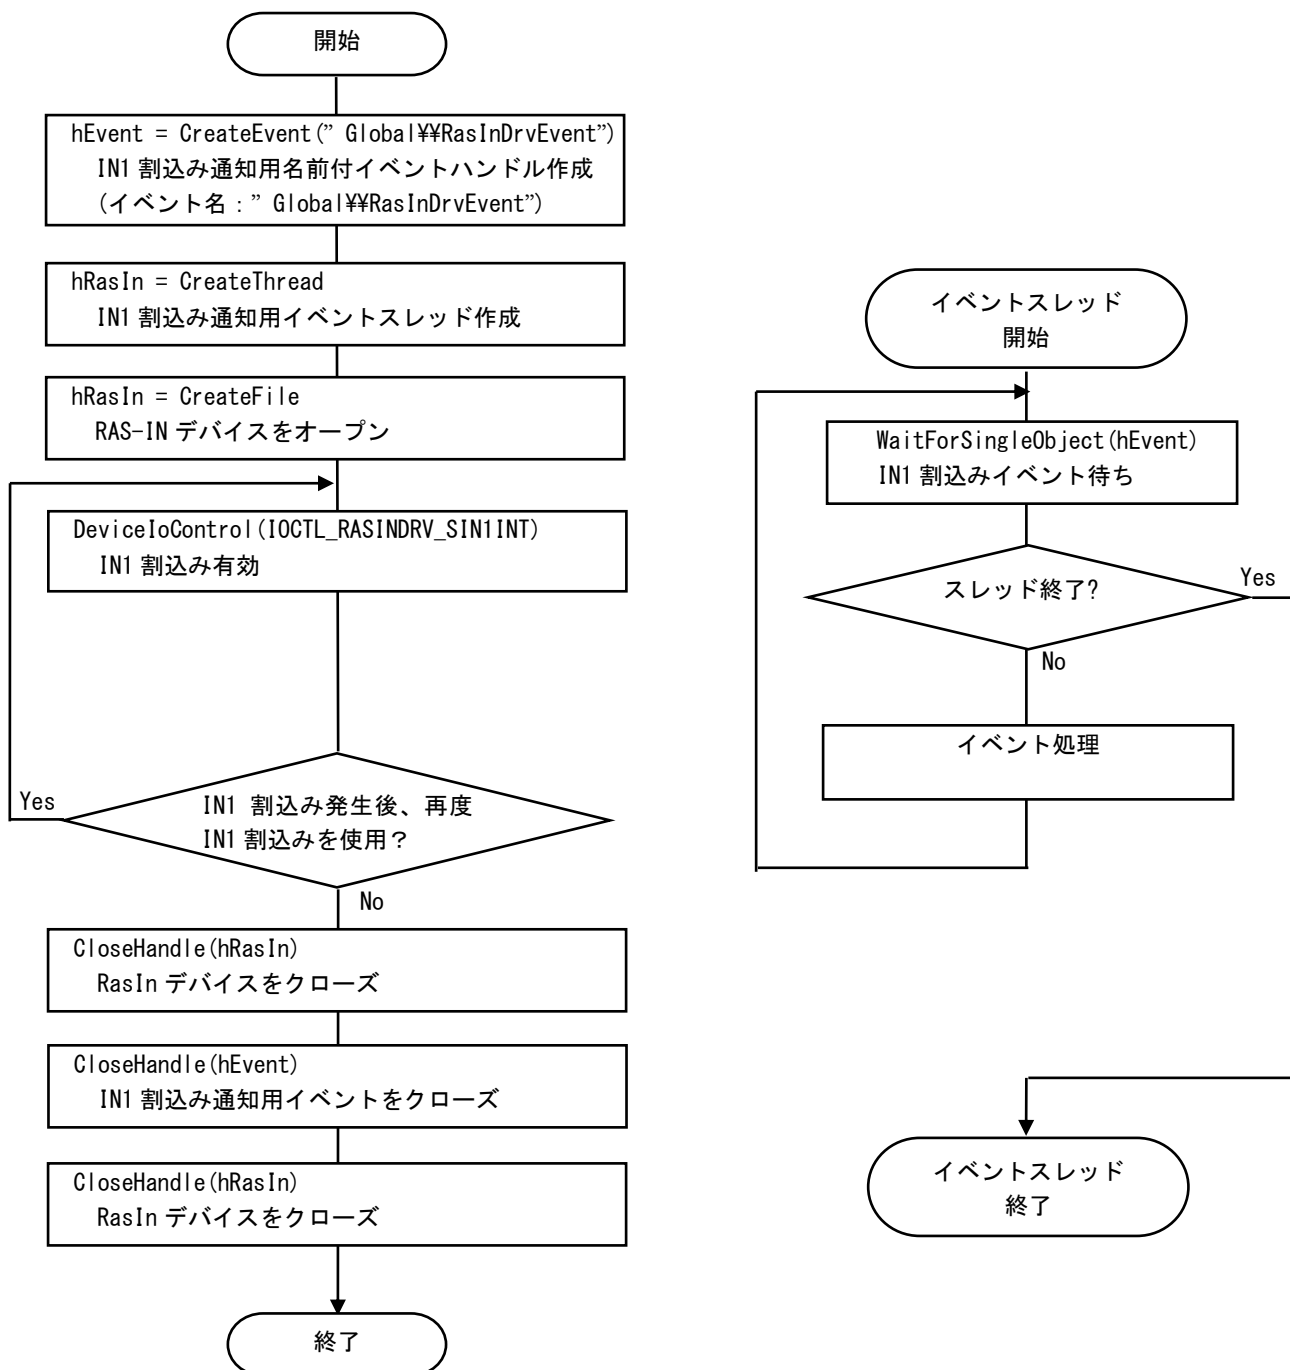 開始
hEvent = CreateEvent(” Global¥¥RasInDrvEvent”)
IN1 割込み通知用名前付イベントハンドル作成
(イベント名：” Global¥¥RasInDrvEvent”)
hRasIn = CreateThread
IN1 割込み通知用イベントスレッド作成
hRasIn = CreateFile
RAS-IN デバイスをオープン
DeviceIoControl(IOCTL_RASINDRV_SIN1INT)
IN1 割込み有効
IN1 割込み発生後、再度
IN1 割込みを使用？
Yes
No
CloseHandle(hRasIn)
RasIn デバイスをクローズ
CloseHandle(hEvent)
IN1 割込み通知用イベントをクローズ
CloseHandle(hRasIn)
RasIn デバイスをクローズ
終了
イベントスレッド
開始
WaitForSingleObject(hEvent)
IN1 割込みイベント待ち
スレッド終了?
Yes
No
イベント処理
イベントスレッド
終了